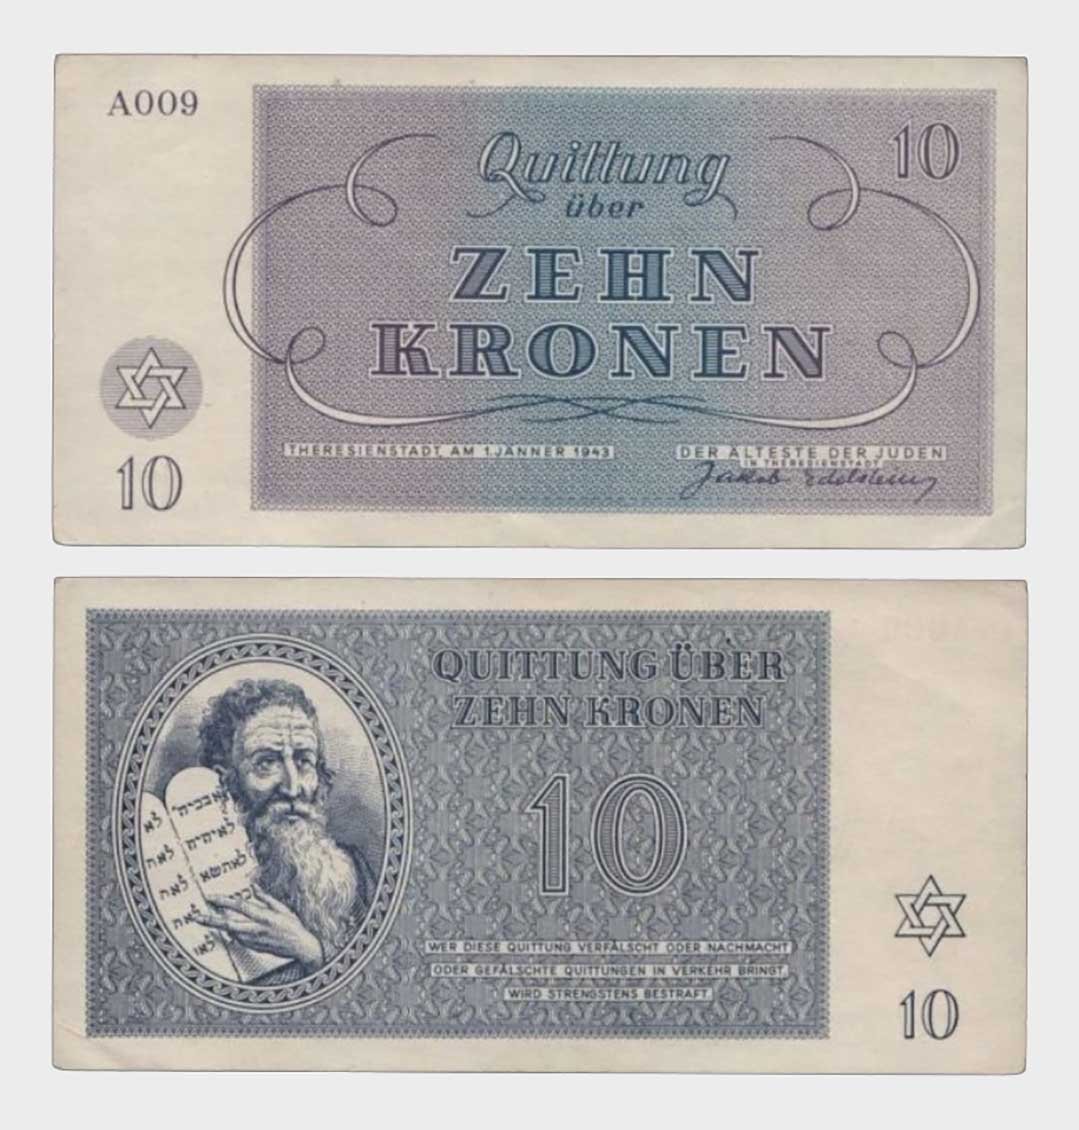 A009
10
Quittung
über
ZEHN
KRONEN
10
THERESIENSTADT, AM 1. JÄNNER 1943
DER ÄLTESTE DER JUDEN
IN THERESIENSTADT
Jakob Edelstein
QUITTUNG ÜBER
ZEHN KRONEN
10
WER DIESE QUITTUNG VERFÄLSCHT ODER NACHMACHT
ODER GEFÄLSCHTE QUITTUNGEN IN VERKEHR BRINGT,
WIRD STRENGSTENS BESTRAFT.
10
לא
לא